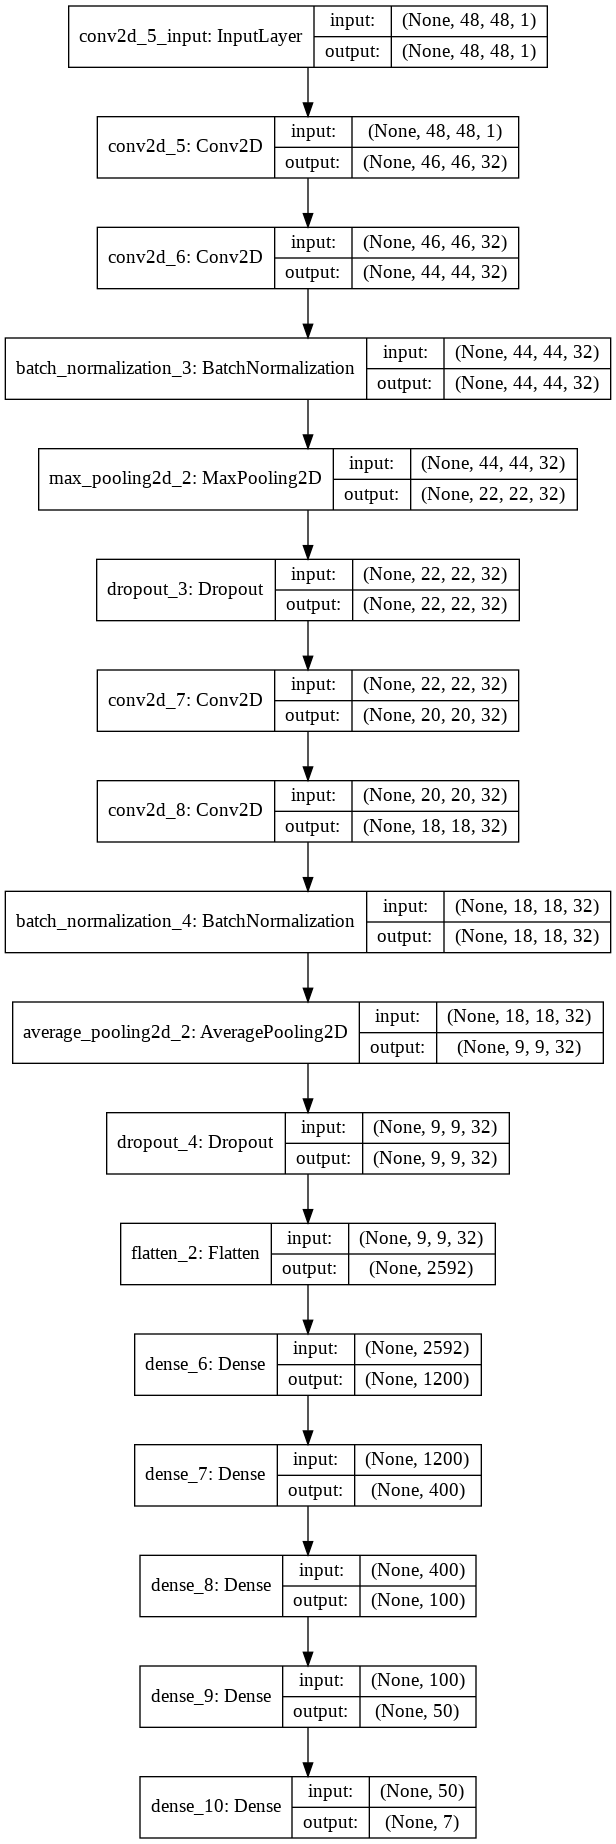 conv2d_5_input: InputLayer
input: (None, 48, 48, 1)
output: (None, 48, 48, 1)
conv2d_5: Conv2D
input: (None, 48, 48, 1)
output: (None, 46, 46, 32)
conv2d_6: Conv2D
input: (None, 46, 46, 32)
output: (None, 44, 44, 32)
batch_normalization_3: BatchNormalization
input: (None, 44, 44, 32)
output: (None, 44, 44, 32)
max_pooling2d_2: MaxPooling2D
input: (None, 44, 44, 32)
output: (None, 22, 22, 32)
dropout_3: Dropout
input: (None, 22, 22, 32)
output: (None, 22, 22, 32)
conv2d_7: Conv2D
input: (None, 22, 22, 32)
output: (None, 20, 20, 32)
conv2d_8: Conv2D
input: (None, 20, 20, 32)
output: (None, 18, 18, 32)
batch_normalization_4: BatchNormalization
input: (None, 18, 18, 32)
output: (None, 18, 18, 32)
average_pooling2d_2: AveragePooling2D
input: (None, 18, 18, 32)
output: (None, 9, 9, 32)
dropout_4: Dropout
input: (None, 9, 9, 32)
output: (None, 9, 9, 32)
flatten_2: Flatten
input: (None, 9, 9, 32)
output: (None, 2592)
dense_6: Dense
input: (None, 2592)
output: (None, 1200)
dense_7: Dense
input: (None, 1200)
output: (None, 400)
dense_8: Dense
input: (None, 400)
output: (None, 100)
dense_9: Dense
input: (None, 100)
output: (None, 50)
dense_10: Dense
input: (None, 50)
output: (None, 7)